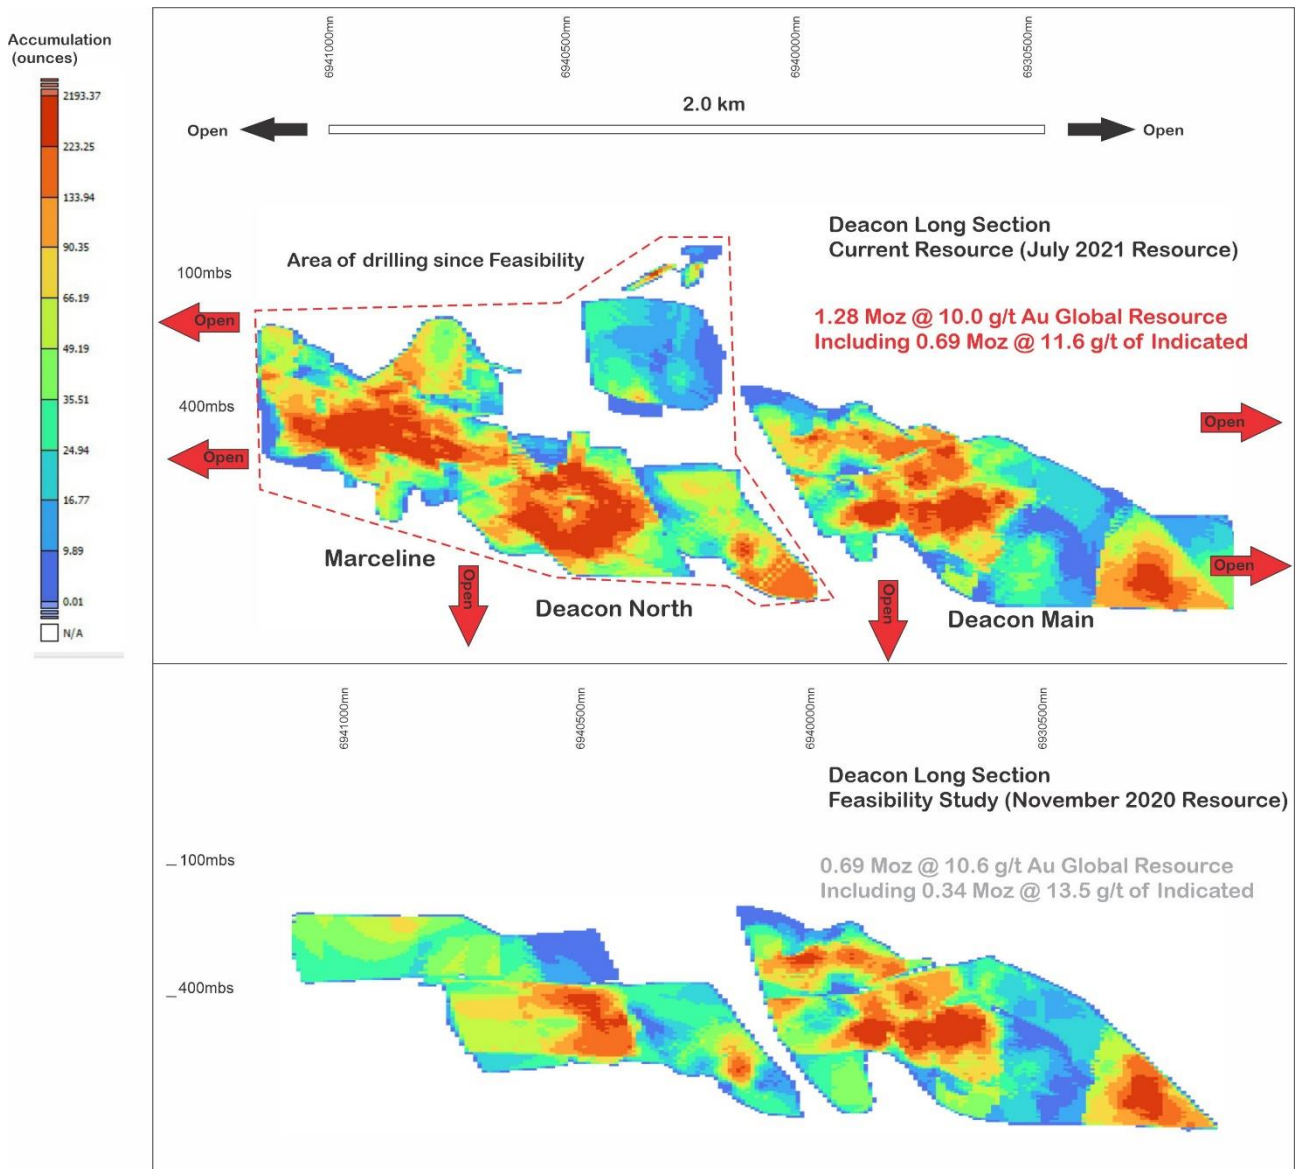 Accumulation
(ounces)
2193.37
223.25
133.94
90.35
66.19
49.19
35.51
24.94
16.77
9.89
0.01
N/A
6941000mn
6940500mn
6940000mn
6930500mn
2.0 km
Open
Open
Deacon Long Section
Current Resource (July 2021 Resource)
Area of drilling since Feasibility
100mbs
1.28 Moz @ 10.0 g/t Au Global Resource
Including 0.69 Moz @ 11.6 g/t of Indicated
Open
400mbs
Open
Open
Marceline
Open
Open
Open
Deacon North
Deacon Main
6941000mn
6940500mn
6940000mn
6930500mn
Deacon Long Section
Feasibility Study (November 2020 Resource)
100mbs
0.69 Moz @ 10.6 g/t Au Global Resource
Including 0.34 Moz @ 13.5 g/t of Indicated
400mbs